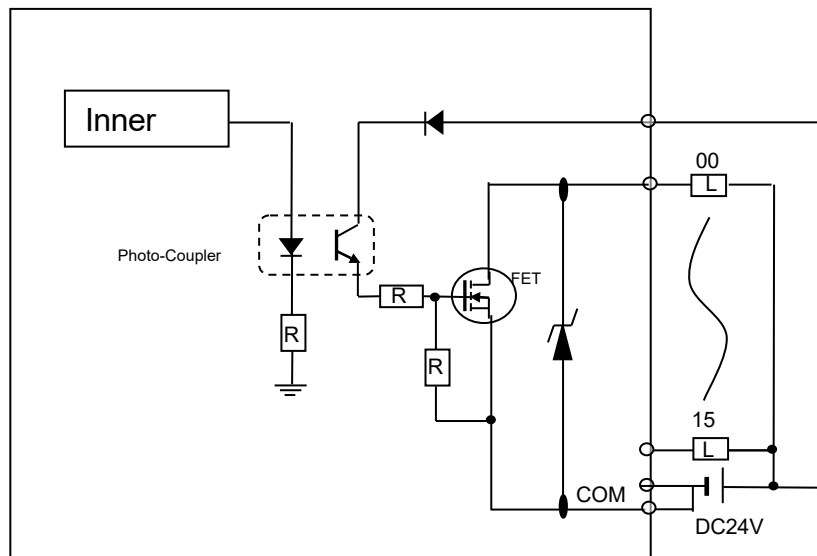 Inner
00
L
Photo-Coupler
FET
R
R
R
15
L
COM
DC24V